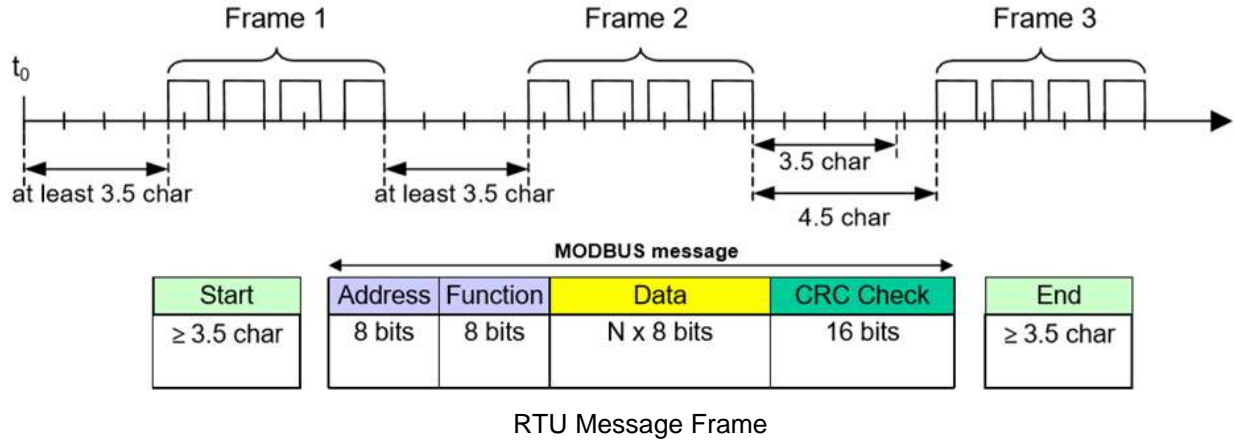 Frame 1 Frame 2 Frame 3
t0
at least 3.5 char at least 3.5 char 3.5 char
4.5 char
MODBUS message
Start Address Function Data CRC Check End
≥ 3.5 char 8 bits 8 bits N x 8 bits 16 bits ≥ 3.5 char
RTU Message Frame